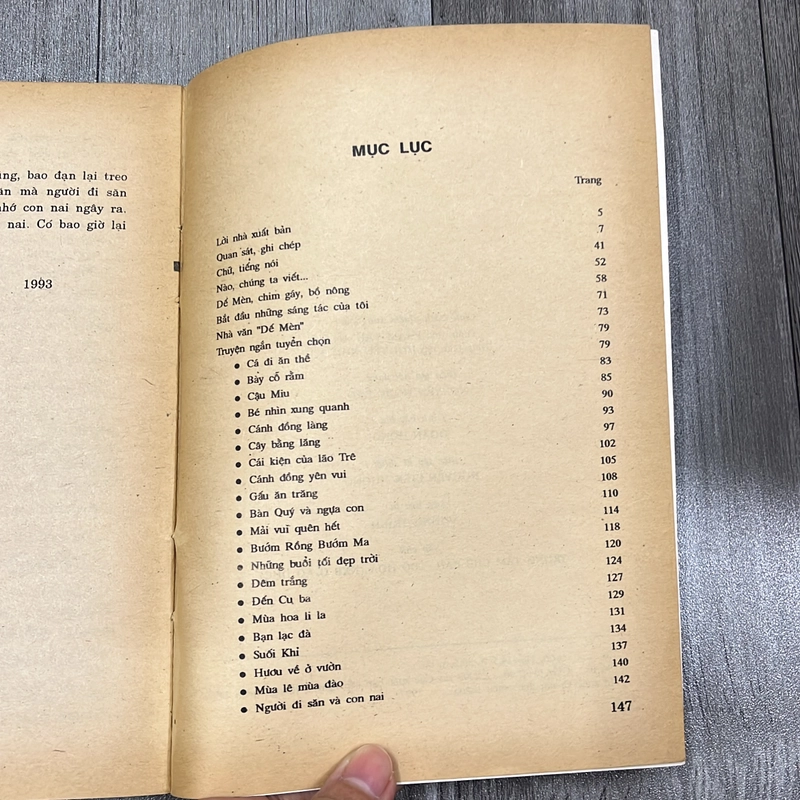 ùng, bao đạn lại treo
ăn mà người đi săn
nhớ con nai ngây ra.
nai. Có bao giờ lại
1993
MỤC LỤC
Trang
Lời nhà xuất bản 5
Quan sát, ghi chép 7
Chữ, tiếng nói 41
Nào, chúng ta viết... 52
Dế Mèn, chim gáy, bồ nông 58
Bắt đầu những sáng tác của tôi 71
Nhà văn "Dế Mèn" 73
Truyện ngắn tuyển chọn 79
● Cá đi ăn thề 79
● Bày cỗ rằm 83
● Cậu Miu 85
● Bé nhìn xung quanh 90
● Cánh đồng làng 93
● Cây bằng lăng 97
● Cái kiện của lão Trê 102
● Cánh đồng yên vui 105
● Gấu ăn trăng 108
● Bàn Quý và ngựa con 110
● Mải vui quên hết 114
● Bướm Rồng Bướm Ma 118
● Những buổi tối đẹp trời 120
● Đêm trắng 124
● Đến Cu ba 127
● Mùa hoa li la 129
● Bạn lạc đà 131
● Suối Khỉ 134
● Hươu về ở vườn 137
● Mùa lê mùa đào 140
● Người đi săn và con nai 142
147